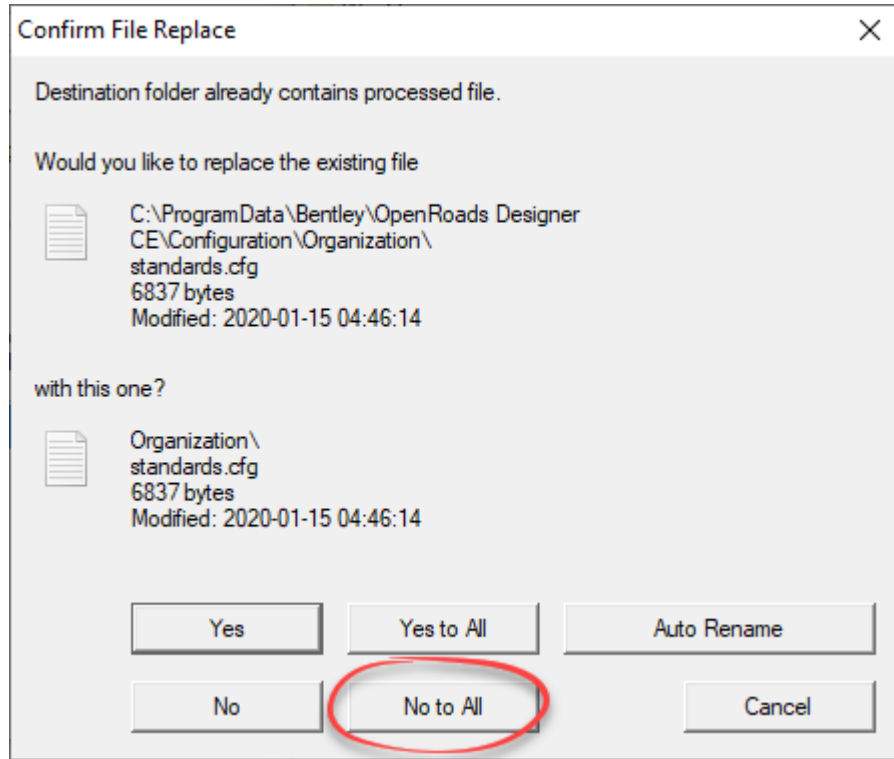 Confirm File Replace
Destination folder already contains processed file.
Would you like to replace the existing file
C:\ProgramData\Bentley\OpenRoads Designer
CE\Configuration\Organization\
standards.cfg
6837 bytes
Modified: 2020-01-15 04:46:14
with this one?
Organization\
standards.cfg
6837 bytes
Modified: 2020-01-15 04:46:14
Yes
Yes to All
Auto Rename
No
No to All
Cancel